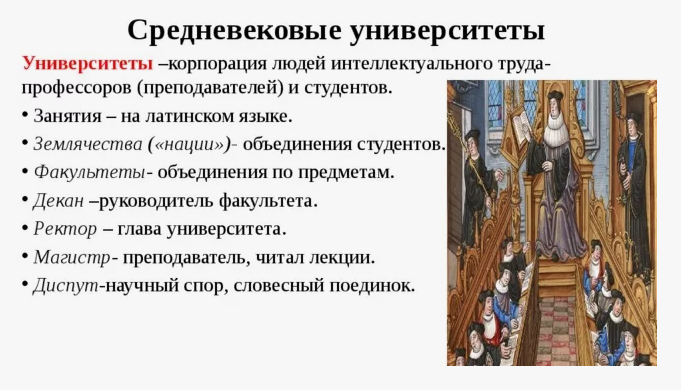 Средневековые университеты
Университеты –корпорация людей интеллектуального труда-
профессоров (преподавателей) и студентов.
• Занятия – на латинском языке.
• Землячества («нации»)- объединения студентов.
• Факультеты- объединения по предметам.
• Декан –руководитель факультета.
• Ректор – глава университета.
• Магистр- преподаватель, читал лекции.
• Диспут-научный спор, словесный поединок.